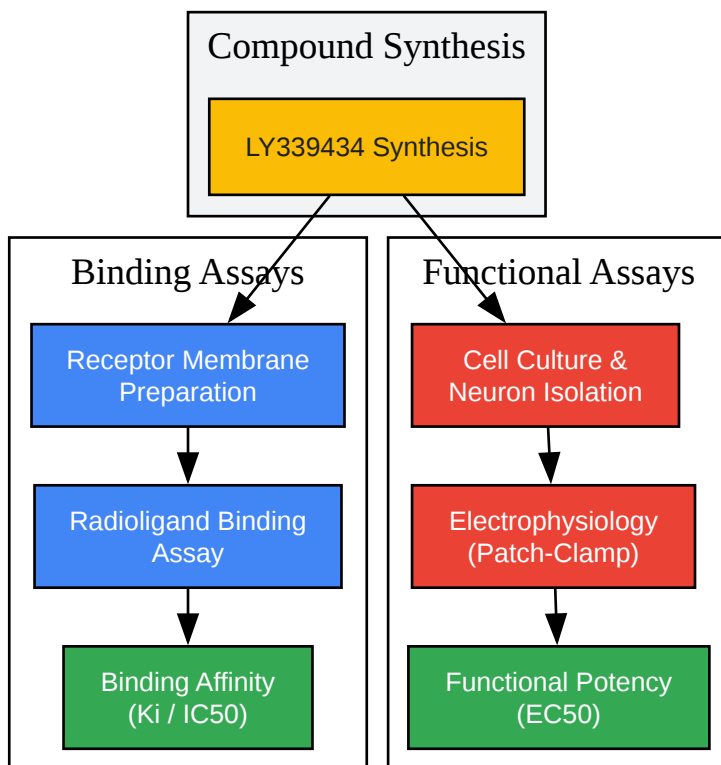 Compound Synthesis
LY339434 Synthesis
Binding Assays
Receptor Membrane
Preparation
Radioligand Binding
Assay
Binding Affinity
(Ki / IC50)
Functional Assays
Cell Culture &
Neuron Isolation
Electrophysiology
(Patch-Clamp)
Functional Potency
(EC50)